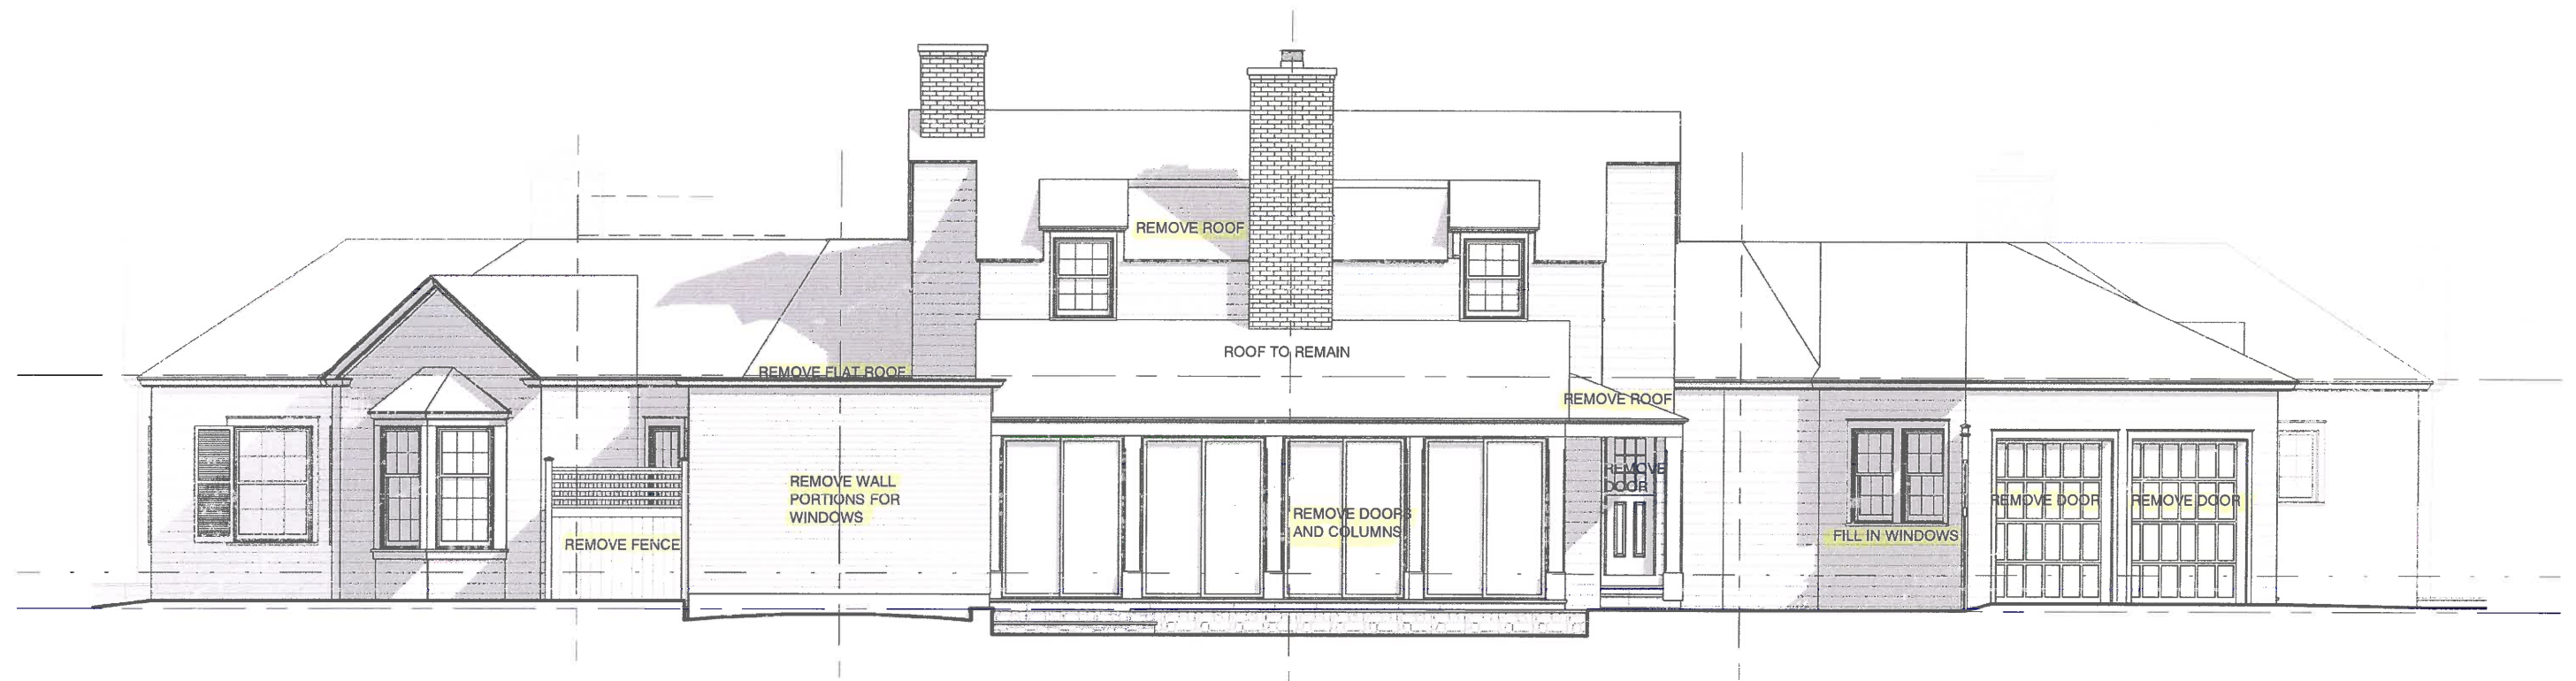 REMOVE ROOF
ROOF TO REMAIN
REMOVE FLAT ROOF
REMOVE ROOF
REMOVE WALL
PORTIONS FOR
WINDOWS
REMOVE DOOR
REMOVE DOOR
REMOVE DOOR
REMOVE DOORS
AND COLUMNS
REMOVE FENCE
FILL IN WINDOWS